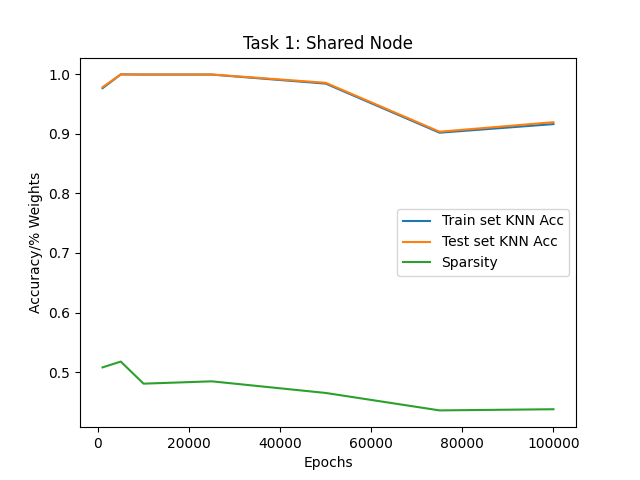 Task 1: Shared Node
1.0
0.9
0.8
0.7
0.6
0.5
Accuracy/% Weights
Train set KNN Acc
Test set KNN Acc
Sparsity
0 20000 40000 60000 80000 100000
Epochs